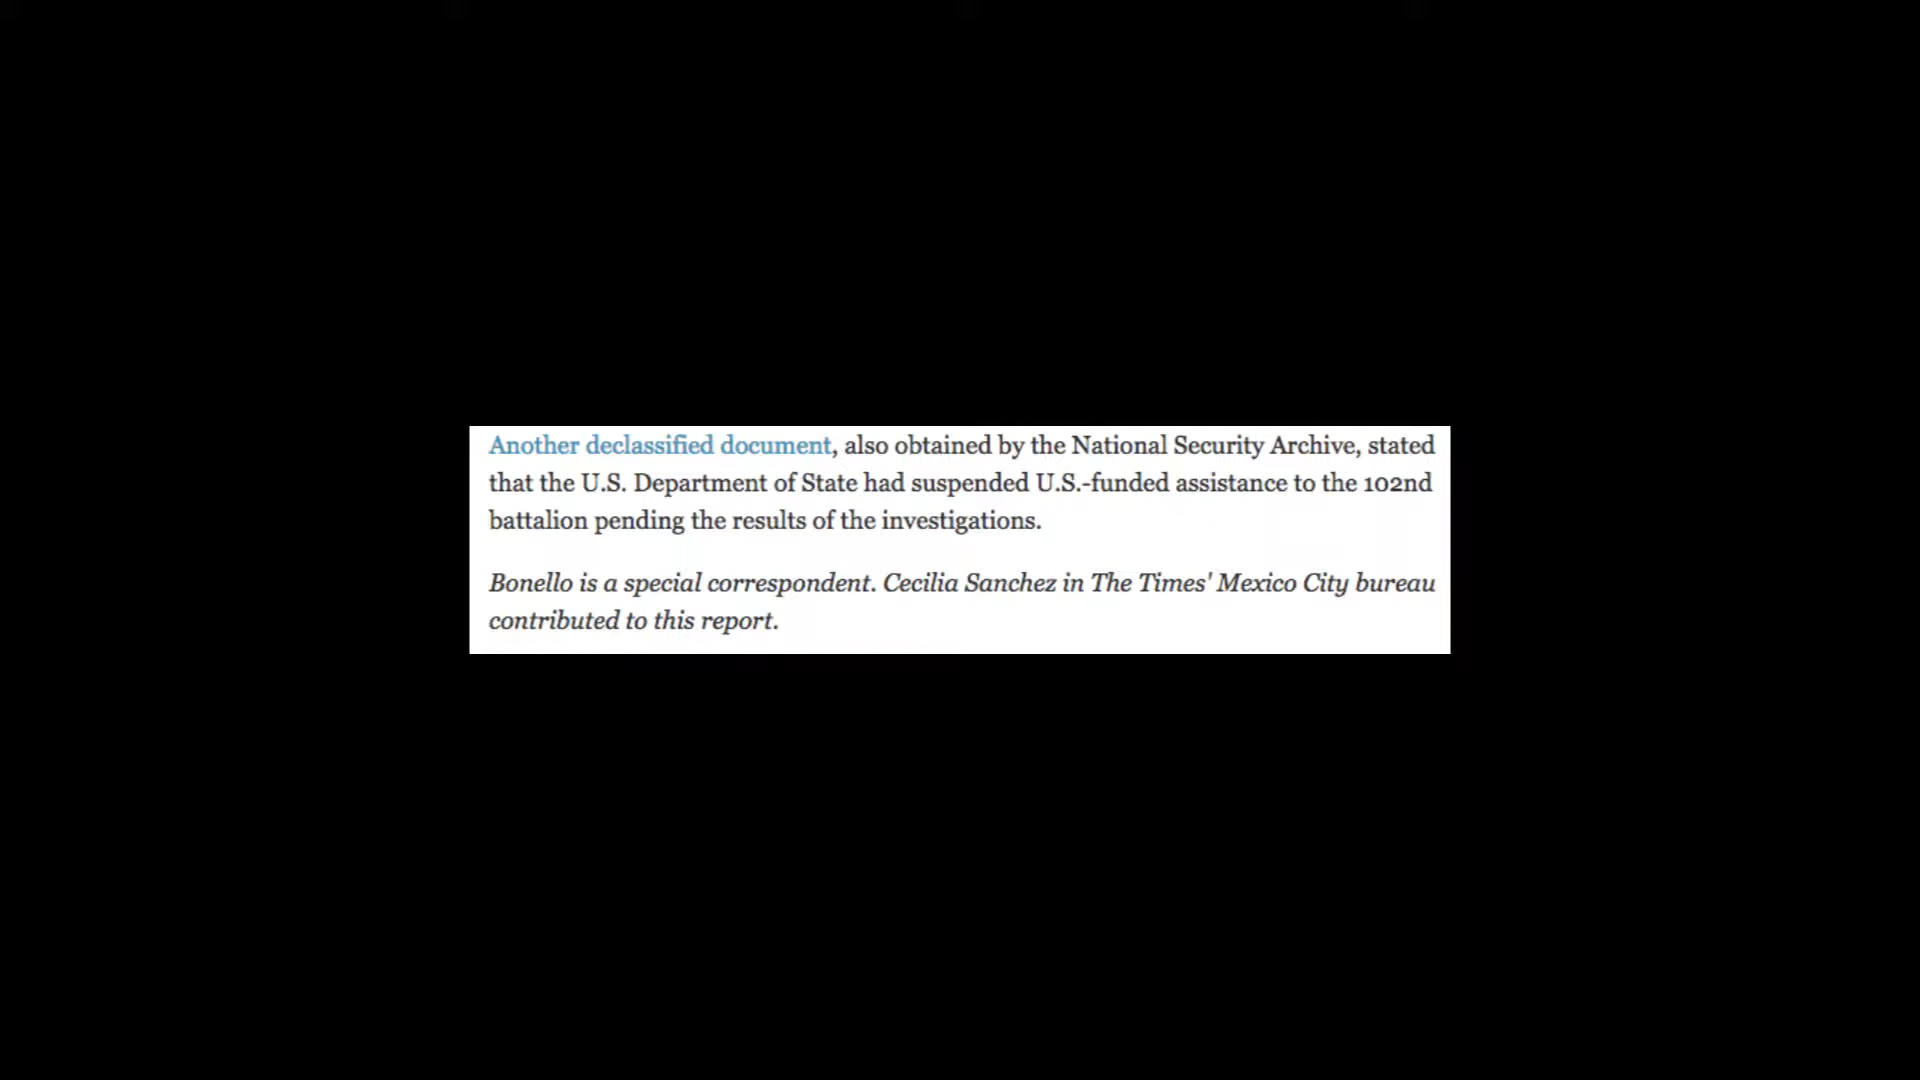 Another declassified document, also obtained by the National Security Archive, stated
that the U.S. Department of State had suspended U.S.-funded assistance to the 102nd
battalion pending the results of the investigations.
Bonello is a special correspondent. Cecilia Sanchez in The Times' Mexico City bureau
contributed to this report.